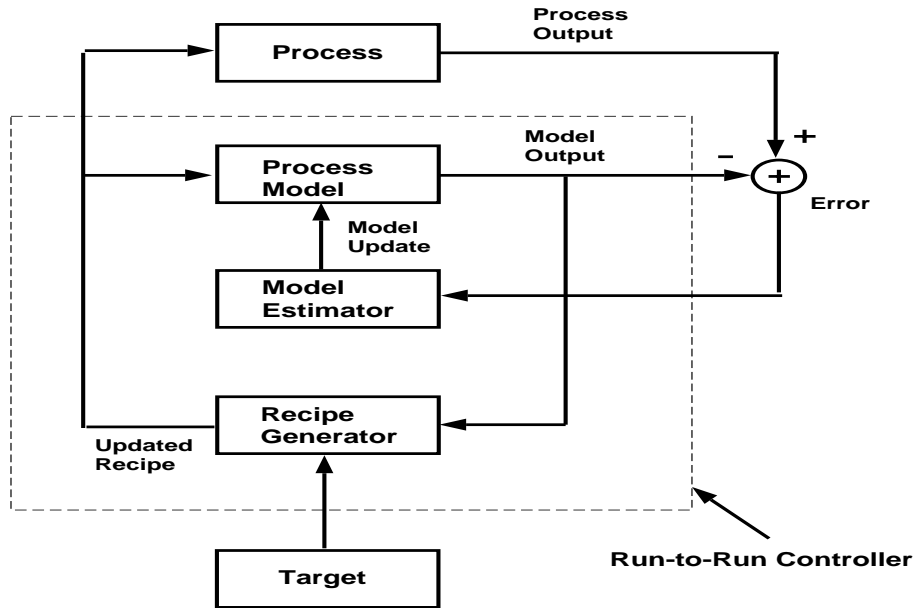 Process
Output
Process
+
Model
Output
–
Process
Model
+
Error
Model
Update
Model
Estimator
Recipe
Generator
Updated
Recipe
Run-to-Run Controller
Target